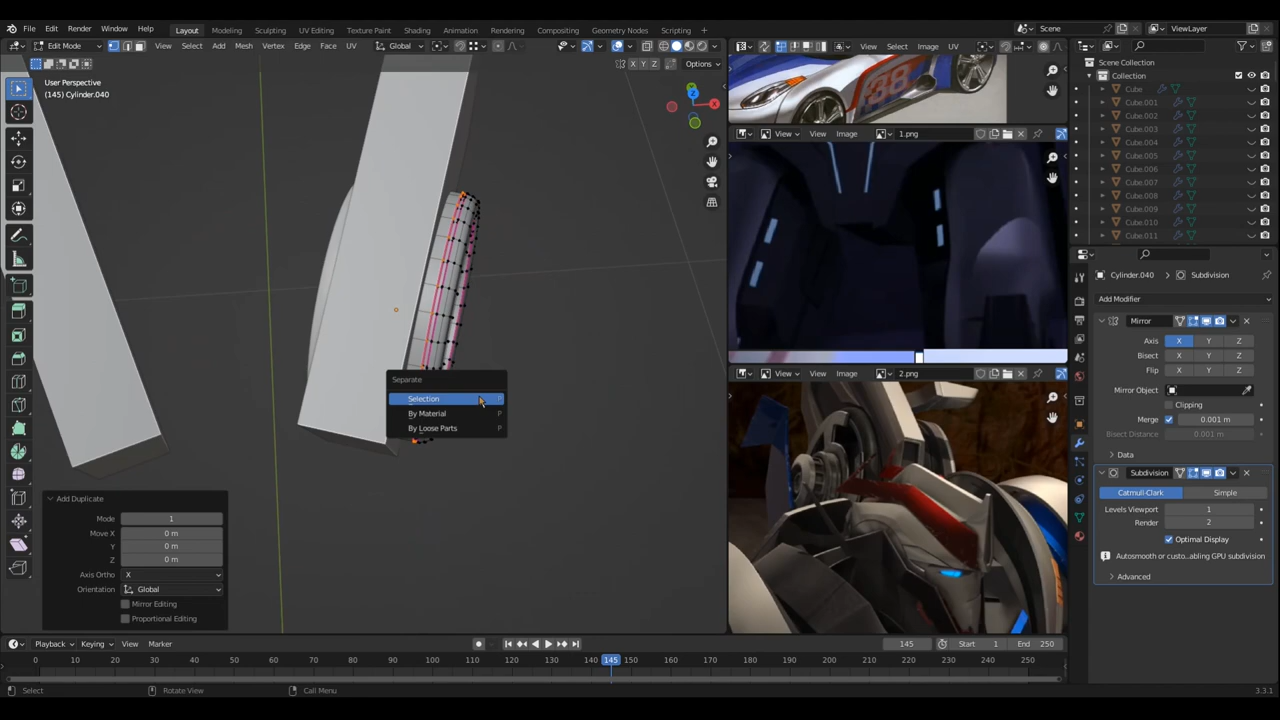 File Edit Render Window Help Layout Modeling Sculpting UV Editing Texture Paint Shading Animation Rendering Compositing Geometry Nodes Scripting Scene ViewLayer
Edit Mode View Select Add Mesh Vertex Edge Face UV Global
X Y Z Options
User Perspective
(145) Cylinder.040
Separate
Selection P
By Material P
By Loose Parts P
Add Duplicate
Mode 1
Move X 0 m
Y 0 m
Z 0 m
Axis Ortho X
Orientation Global
Mirror Editing
Proportional Editing
View Select Image UV
38
View View Image 1.png
View View Image 2.png
Scene Collection
Collection
Cube
Cube.001
Cube.002
Cube.003
Cube.004
Cube.005
Cube.006
Cube.007
Cube.008
Cube.009
Cube.010
Cube.011
Cylinder.040 Subdivision
Add Modifier
Mirror
Axis X Y Z
Bisect X Y Z
Flip X Y Z
Mirror Object
Clipping
Merge 0.001 m
Bisect Distance 0.001 m
Data
Subdivision
Catmull-Clark Simple
Levels Viewport 1
Render 2
Optimal Display
Autosmooth or custo..abling GPU subdivision
Advanced
Playback Keying View Marker 145 Start 1 End 250
0 10 20 30 40 50 60 70 80 90 100 110 120 130 145 150 160 170 180 190 200 210 220 230 240 250
Select Rotate View Call Menu 3.3.1